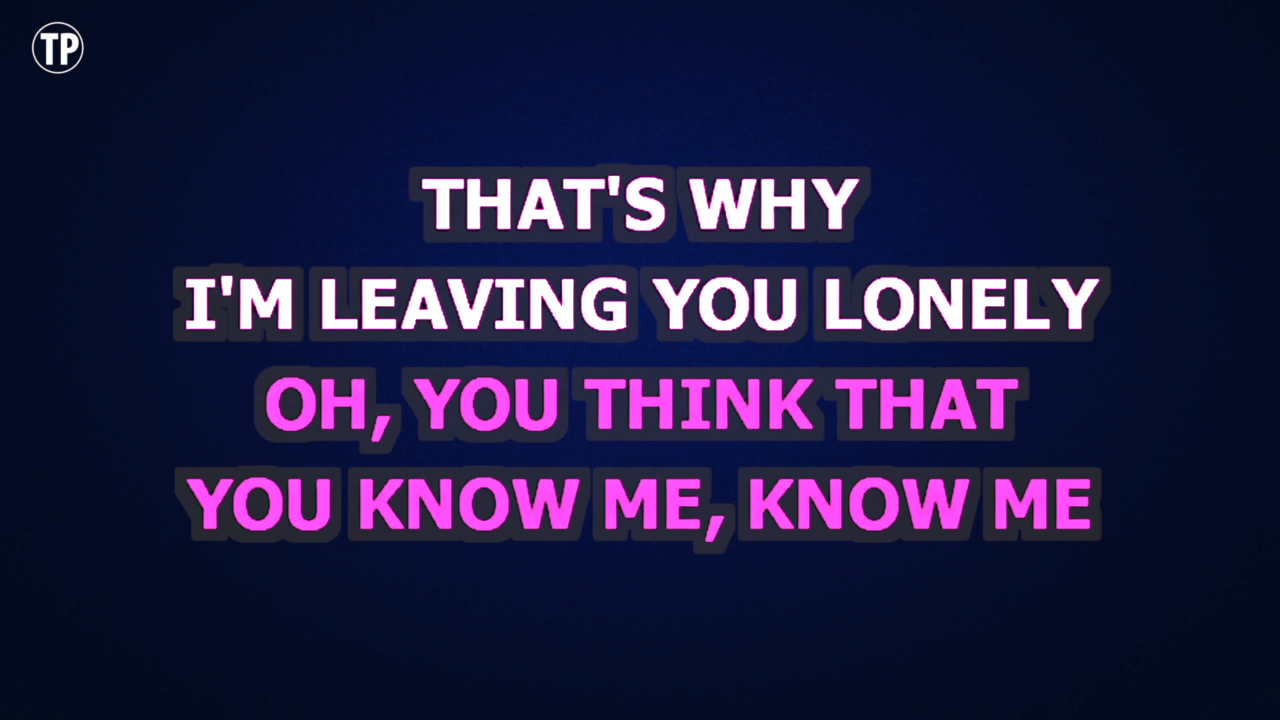 TP
THAT'S WHY
I'M LEAVING YOU LONELY
OH, YOU THINK THAT
YOU KNOW ME, KNOW ME